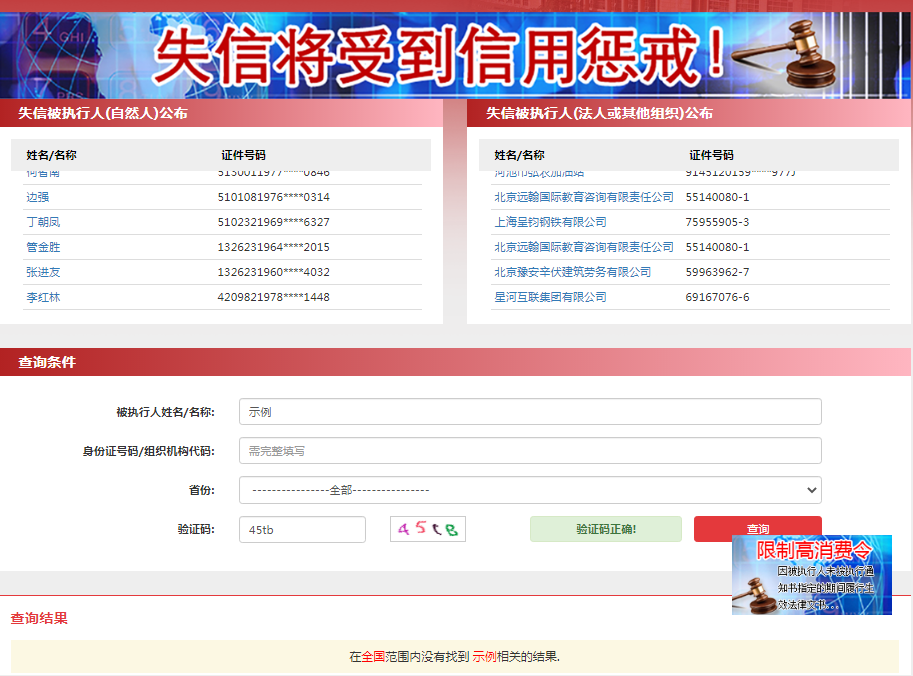 失信将受到信用惩戒!
失信被执行人(自然人)公布
失信被执行人(法人或其他组织)公布
姓名/名称 证件号码
姓名/名称 证件号码
5130011977****0846
边强 5101081976****0314
北京远翰国际教育咨询有限责任公司 55140080-1
丁朝凤 5102321969****6327
上海呈钧钢铁有限公司 75955905-3
管金胜 1326231964****2015
北京远翰国际教育咨询有限责任公司 55140080-1
张进友 1326231960****4032
北京豫安辛伏建筑劳务有限公司 59963962-7
李红林 4209821978****1448
星河互联集团有限公司 69167076-6
查询条件
被执行人姓名/名称: 示例
身份证号码/组织机构代码: 需完整填写
省份: ----------------全部----------------
验证码: 45tb 45tB 验证码正确! 查询
限制高消费令
因被执行人未按执行通
知书指定的期间履行生
效法律文书...
查询结果
在全国范围内没有找到 示例相关的结果.